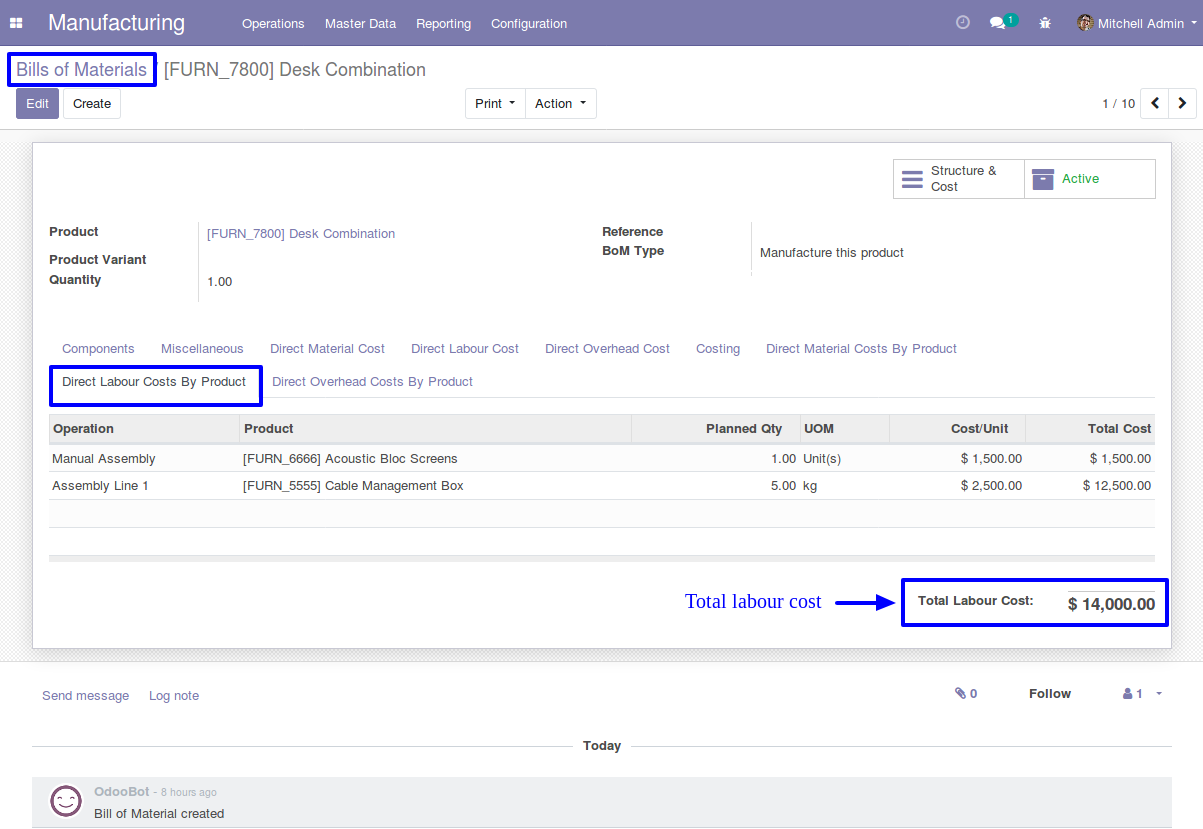 Manufacturing Operations Master Data Reporting Configuration 1 Mitchell Admin
Bills of Materials [FURN_7800] Desk Combination
Edit Create Print Action 1 / 10
Structure &
Cost
Active
Product [FURN_7800] Desk Combination Reference
BoM Type Manufacture this product
Product Variant
Quantity 1.00
Components Miscellaneous Direct Material Cost Direct Labour Cost Direct Overhead Cost Costing Direct Material Costs By Product
Direct Labour Costs By Product Direct Overhead Costs By Product
Operation Product Planned Qty UOM Cost/Unit Total Cost
Manual Assembly [FURN_6666] Acoustic Bloc Screens 1.00 Unit(s) $ 1,500.00 $ 1,500.00
Assembly Line 1 [FURN_5555] Cable Management Box 5.00 kg $ 2,500.00 $ 12,500.00
Total labour cost Total Labour Cost: $ 14,000.00
Send message Log note 0 Follow 1
Today
OdooBot - 8 hours ago
Bill of Material created